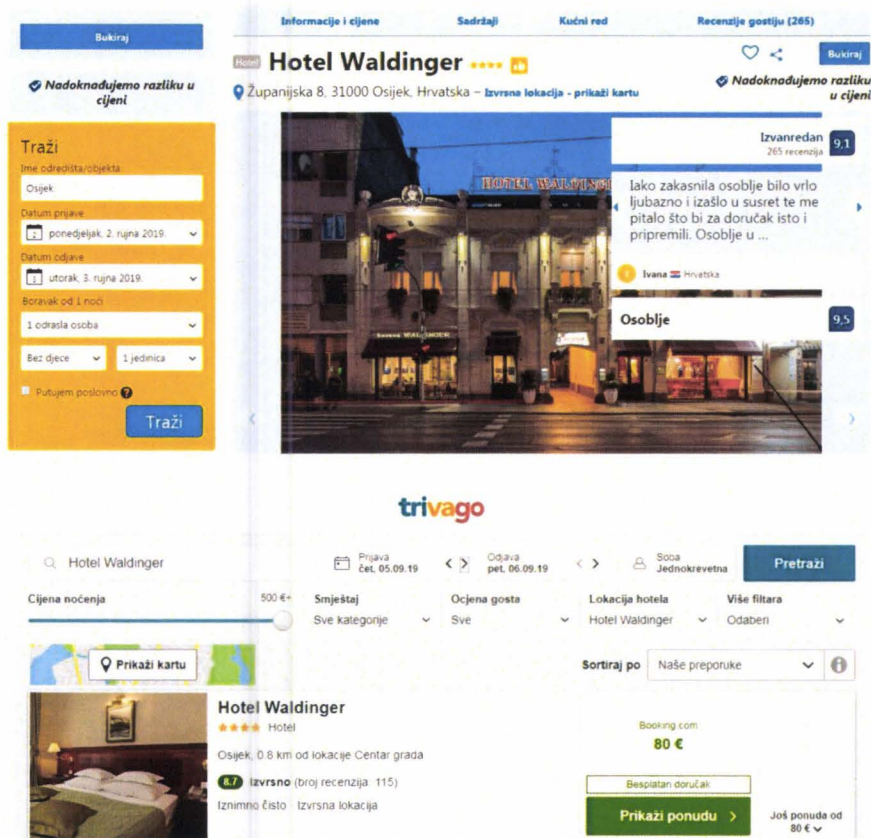 Bukiraj
Nadoknađujemo razliku u
cijeni
Traži
Ime odredišta/objekta:
Osijek
Datum prijave
ponedjeljak, 2. rujna 2019.
Datum odjave
utorak, 3. rujna 2019.
Boravak od 1 noći
1 odrasla osoba
Bez djece
1 jedinica
Putujem poslovno
Traži
Informacije i cijene
Sadržaji
Kućni red
Recenzije gostiju (265)
Hotel
Hotel Waldinger
Bukiraj
Nadoknađujemo razliku
u cijeni
Županijska 8, 31000 Osijek, Hrvatska – Izvrsna lokacija - prikaži kartu
HOTEL WALDINGER
Izvanredan
265 recenzija
9,1
Iako zakasnila osoblje bilo vrlo
ljubazno i izašlo u susret te me
pitalo što bi za doručak isto i
pripremili. Osoblje u ...
Ivana Hrvatska
Osoblje
9,5
trivago
Hotel Waldinger
Prijava
čet, 05.09.19
Odjava
pet, 06.09.19
Soba
Jednokrevetna
Pretraži
Cijena noćenja
500 €+
Smještaj
Sve kategorije
Ocjena gosta
Sve
Lokacija hotela
Hotel Waldinger
Više filtara
Odaberi
Prikaži kartu
Sortiraj po
Naše preporuke
Hotel Waldinger
Hotel
Osijek, 0.8 km od lokacije Centar grada
8.7 Izvrsno (broj recenzija: 115)
Iznimno čisto · Izvrsna lokacija
Booking.com
80 €
Besplatan doručak
Prikaži ponudu
Još ponuda od
80 €